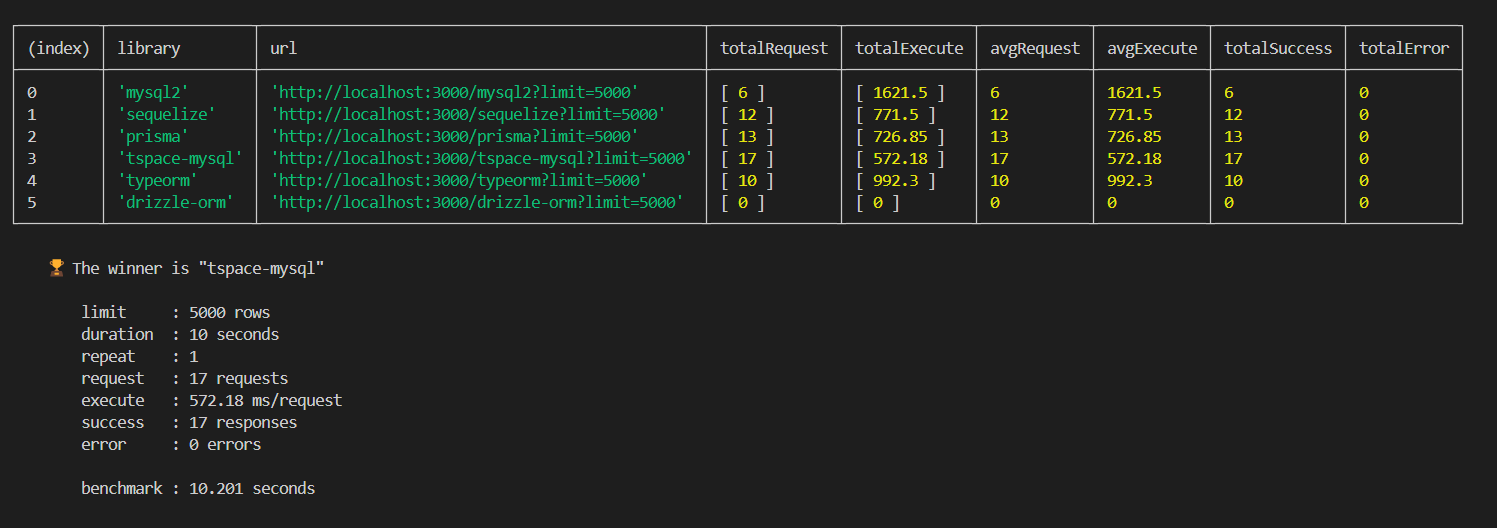 (index) library url totalRequest totalExecute avgRequest avgExecute totalSuccess totalError
0 'mysql2' 'http://localhost:3000/mysql2?limit=5000' [ 6 ] [ 1621.5 ] 6 1621.5 6 0
1 'sequelize' 'http://localhost:3000/sequelize?limit=5000' [ 12 ] [ 771.5 ] 12 771.5 12 0
2 'prisma' 'http://localhost:3000/prisma?limit=5000' [ 13 ] [ 726.85 ] 13 726.85 13 0
3 'tspace-mysql' 'http://localhost:3000/tspace-mysql?limit=5000' [ 17 ] [ 572.18 ] 17 572.18 17 0
4 'typeorm' 'http://localhost:3000/typeorm?limit=5000' [ 10 ] [ 992.3 ] 10 992.3 10 0
5 'drizzle-orm' 'http://localhost:3000/drizzle-orm?limit=5000' [ 0 ] [ 0 ] 0 0 0 0
🏆 The winner is "tspace-mysql"
limit : 5000 rows
duration : 10 seconds
repeat : 1
request : 17 requests
execute : 572.18 ms/request
success : 17 responses
error : 0 errors
benchmark : 10.201 seconds